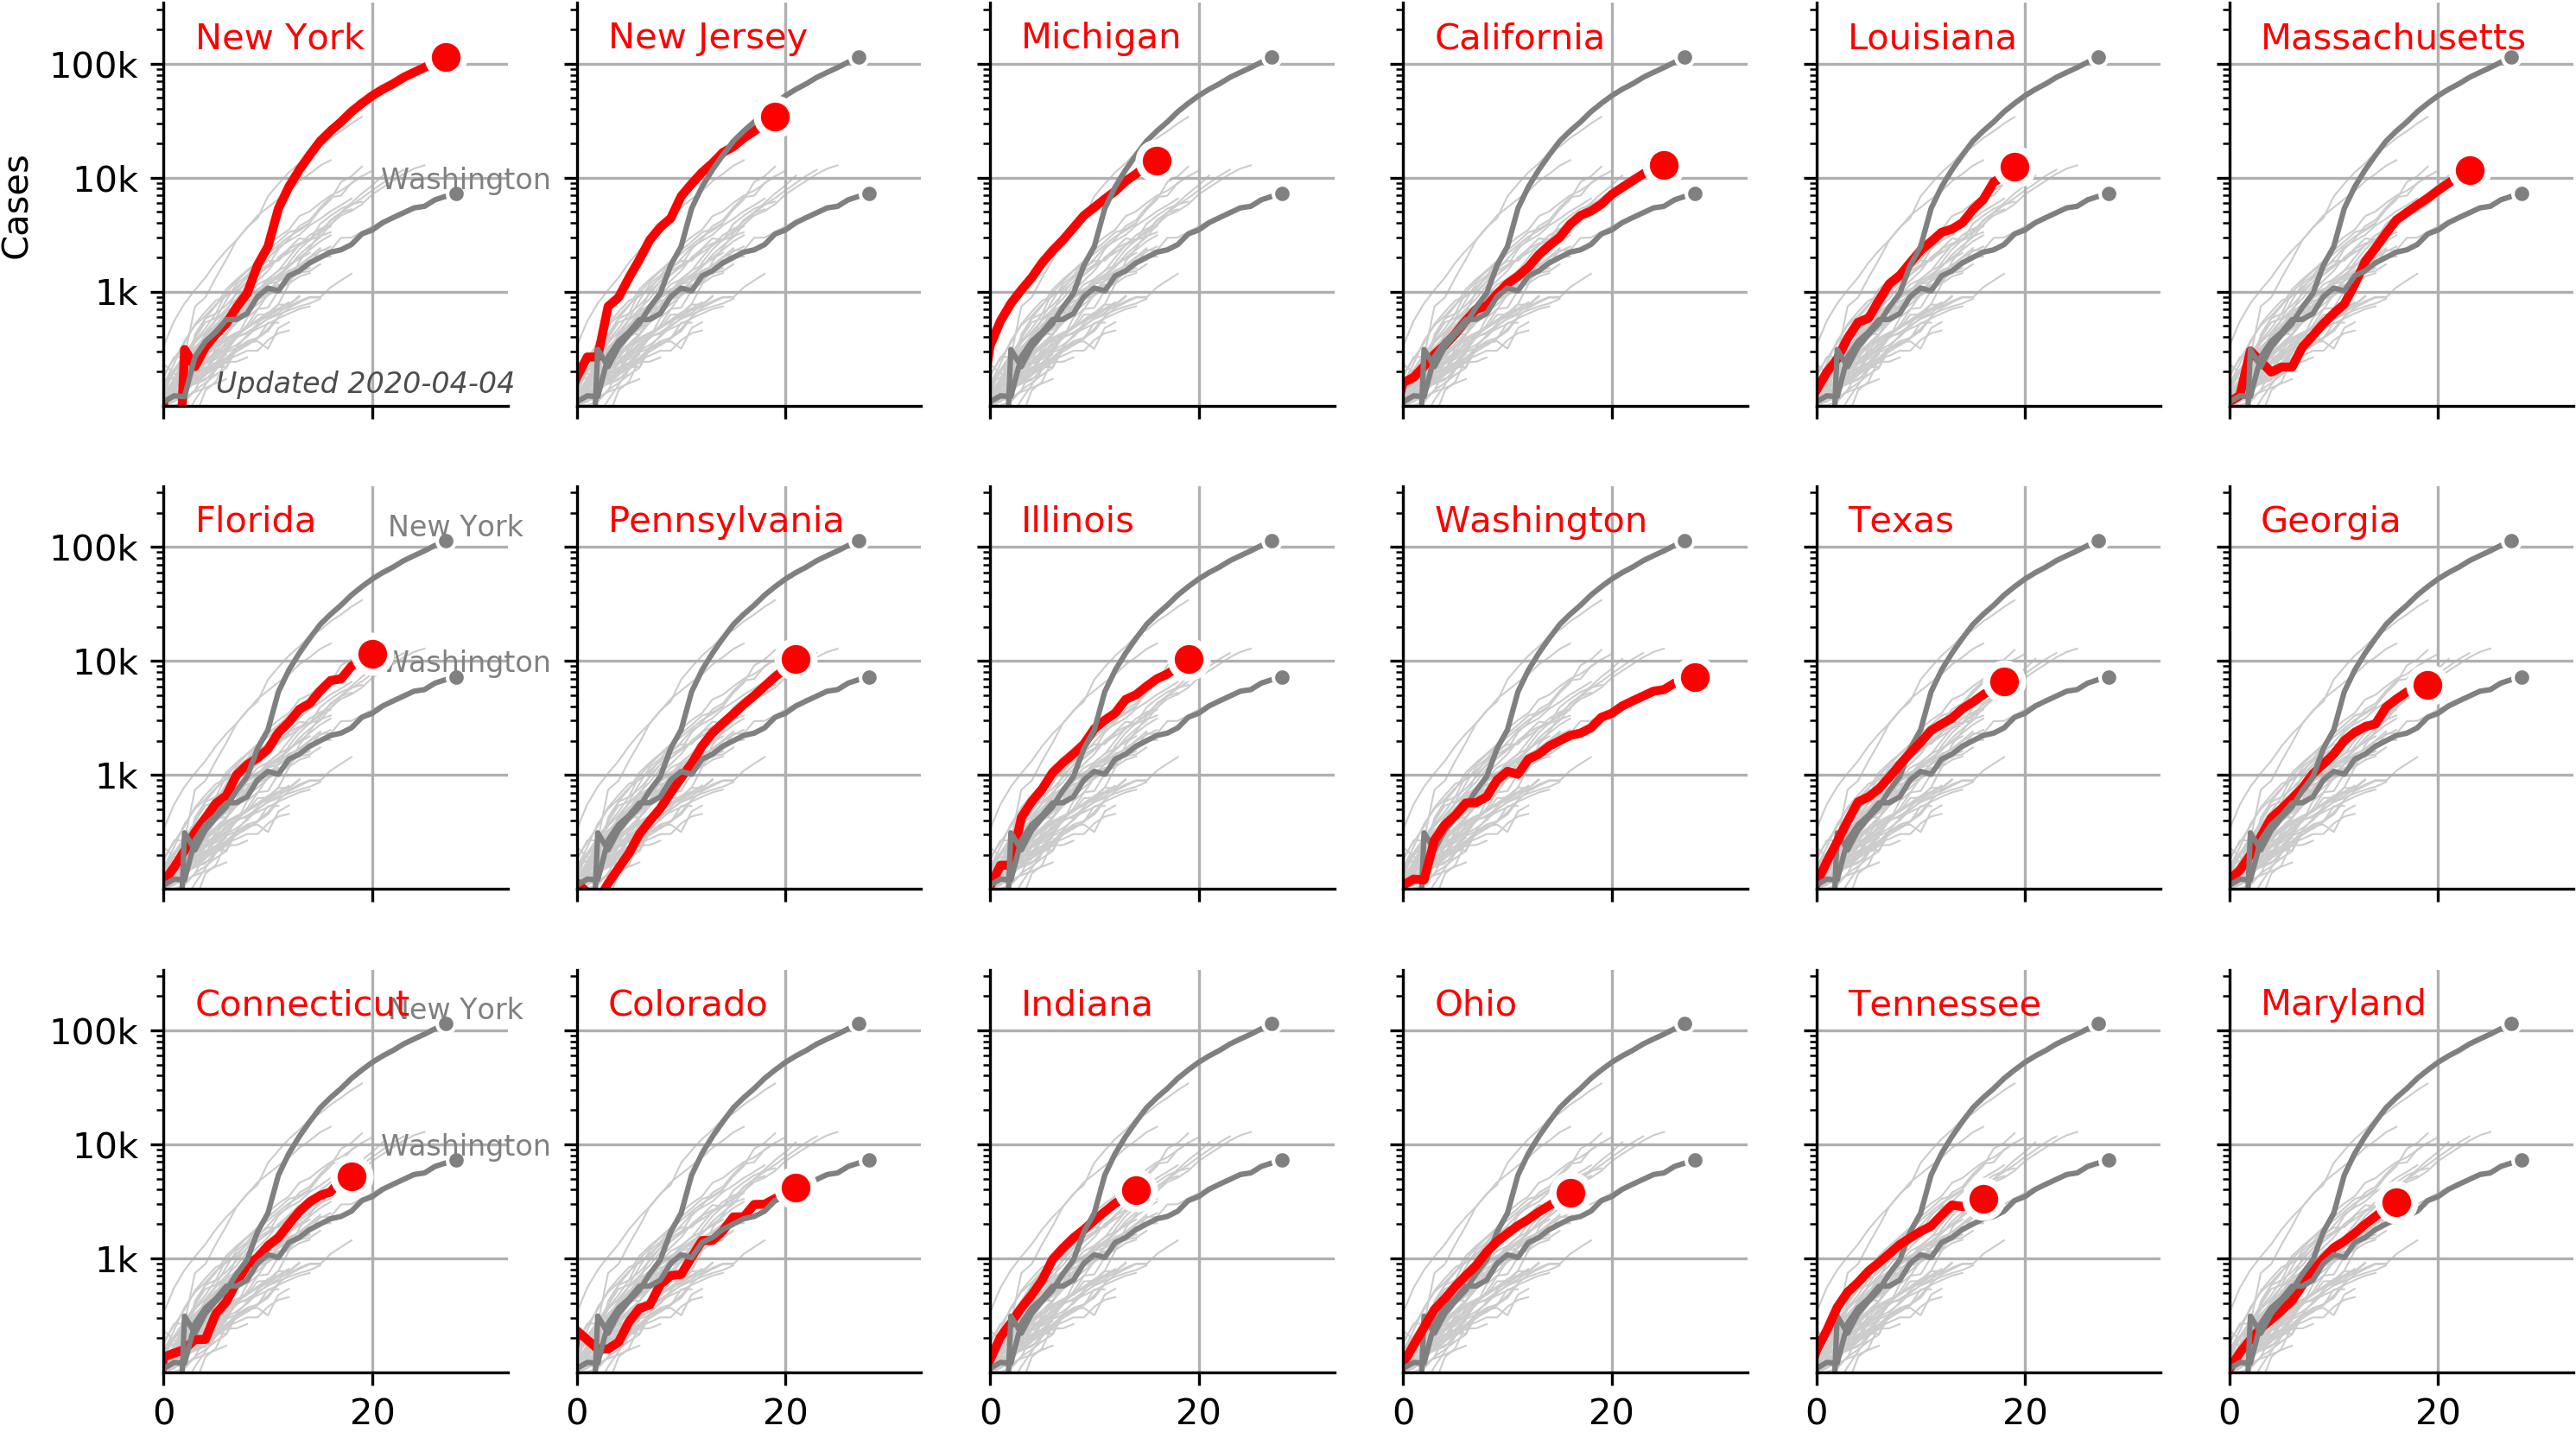 New York
New Jersey
Michigan
California
Louisiana
Massachusetts
100k
10k
1k
Cases
Washington
Updated 2020-04-04
Florida
New York
Pennsylvania
Illinois
Washington
Texas
Georgia
100k
10k
1k
Washington
Connecticut
New York
Colorado
Indiana
Ohio
Tennessee
Maryland
100k
10k
1k
Washington
0 20
0 20
0 20
0 20
0 20
0 20